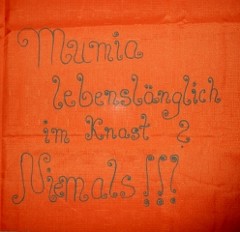 Mumia
lebenslänglich
im Knast ?
Niemals!!!